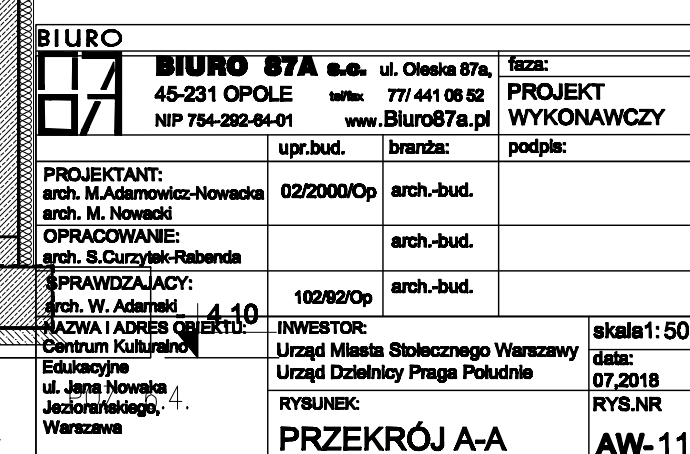 BIURO
87A
BIURO 87A s.c. ul. Oleska 87a,
45-231 OPOLE tel/fax 77/ 441 06 52
NIP 754-292-64-01 www.Biuro87a.pl
faza:
PROJEKT
WYKONAWCZY
upr.bud. branża: podpis:
PROJEKTANT:
arch. M.Adamowicz-Nowacka 02/2000/Op arch.-bud.
arch. M. Nowacki
OPRACOWANIE:
arch. S.Curzytek-Rabenda arch.-bud.
SPRAWDZAJACY:
arch. W. Adamski 102/92/Op arch.-bud.
4.10
NAZWA I ADRES OBIEKTU:
Centrum Kulturalno
Edukacyjne
ul. Jana Nowaka
Jeziorańskiego,
Warszawa
INWESTOR:
Urząd Miasta Stołecznego Warszawy
Urząd Dzielnicy Praga Południe
skala1: 50
data:
07,2018
RYSUNEK:
PRZEKRÓJ A-A
RYS.NR
AW-11